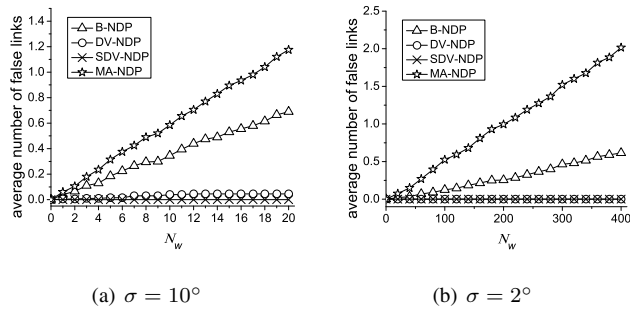 average number of false links
1.4
1.2
1.0
0.8
0.6
0.4
0.2
0.0
B-NDP
DV-NDP
SDV-NDP
MA-NDP
0 2 4 6 8 10 12 14 16 18 20
N_w
(a) σ = 10°
average number of false links
2.5
2.0
1.5
1.0
0.5
0.0
B-NDP
DV-NDP
SDV-NDP
MA-NDP
0 100 200 300 400
N_w
(b) σ = 2°